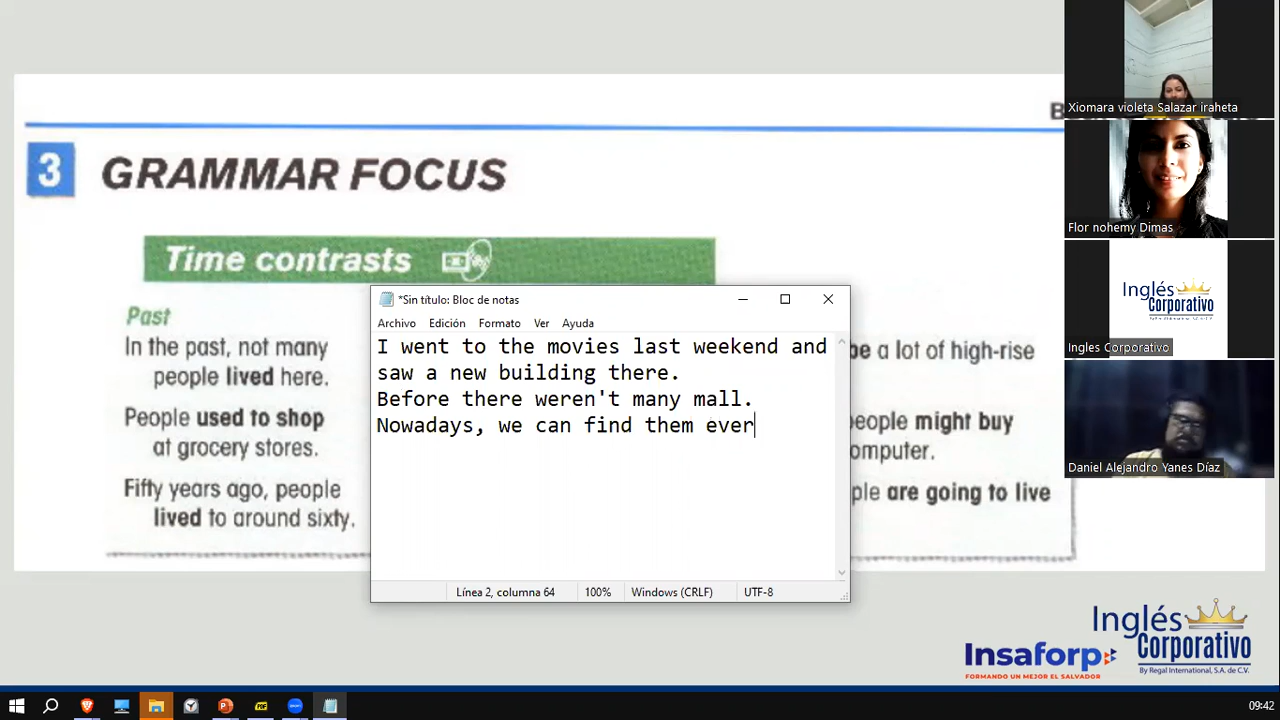 3 GRAMMAR FOCUS
Time contrasts
Past
In the past, not many
people lived here.
People used to shop
at grocery stores.
Fifty years ago, people
lived to around sixty.
be a lot of high-rise
people might buy
omputer.
ple are going to live
*Sin título: Bloc de notas
Archivo Edición Formato Ver Ayuda
I went to the movies last weekend and
saw a new building there.
Before there weren't many mall.
Nowadays, we can find them ever
Línea 2, columna 64 100% Windows (CRLF) UTF-8
Xiomara violeta Salazar iraheta
Flor nohemy Dimas
Inglés
Corporativo
Ingles Corporativo
Daniel Alejandro Yanes Díaz
Insaforp
FORMANDO UN MEJOR EL SALVADOR
Inglés
Corporativo
By Regal International, S.A. de C.V.
09:42